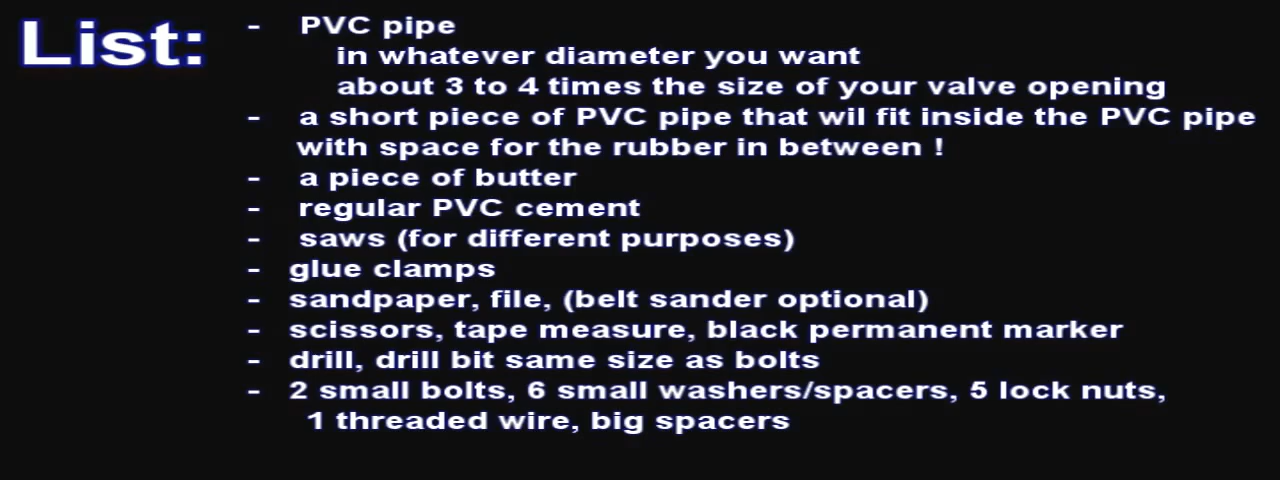 List:
- PVC pipe
in whatever diameter you want
about 3 to 4 times the size of your valve opening
- a short piece of PVC pipe that wil fit inside the PVC pipe
with space for the rubber in between !
- a piece of butter
- regular PVC cement
- saws (for different purposes)
- glue clamps
- sandpaper, file, (belt sander optional)
- scissors, tape measure, black permanent marker
- drill, drill bit same size as bolts
- 2 small bolts, 6 small washers/spacers, 5 lock nuts,
1 threaded wire, big spacers